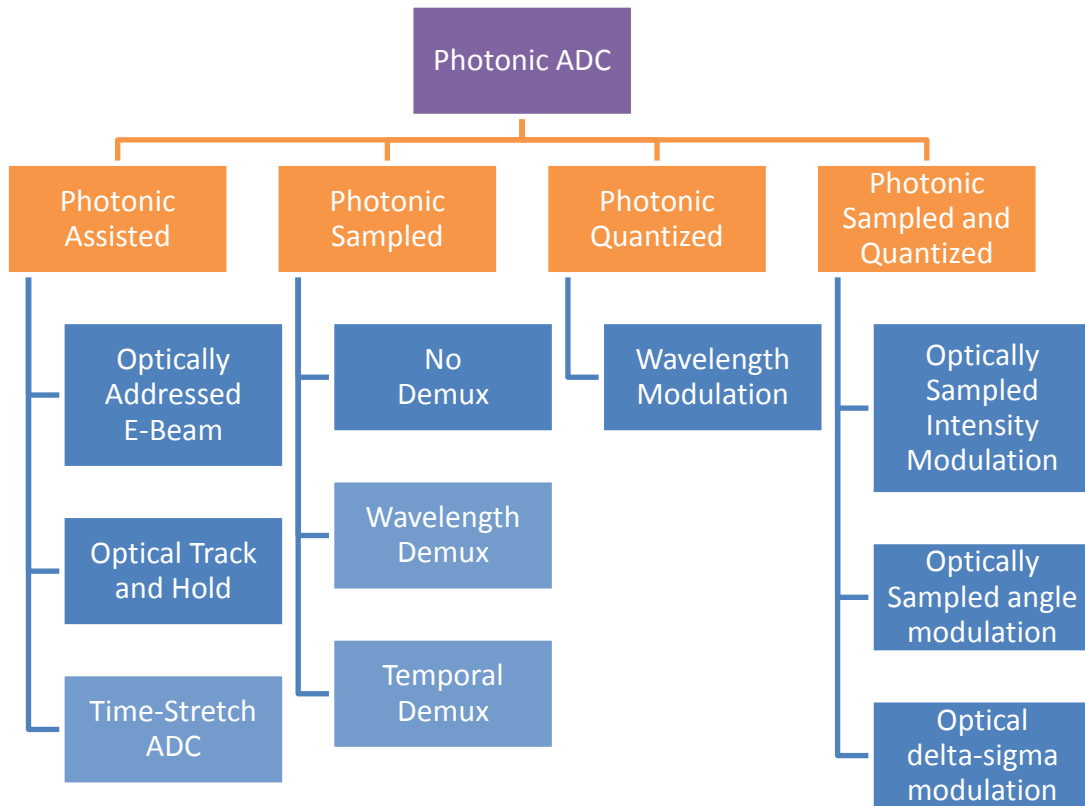 Photonic ADC
Photonic
Assisted
Photonic
Sampled
Photonic
Quantized
Photonic
Sampled and
Quantized
Optically
Addressed
E-Beam
Optical Track
and Hold
Time-Stretch
ADC
No
Demux
Wavelength
Demux
Temporal
Demux
Wavelength
Modulation
Optically
Sampled
Intensity
Modulation
Optically
Sampled angle
modulation
Optical
delta-sigma
modulation